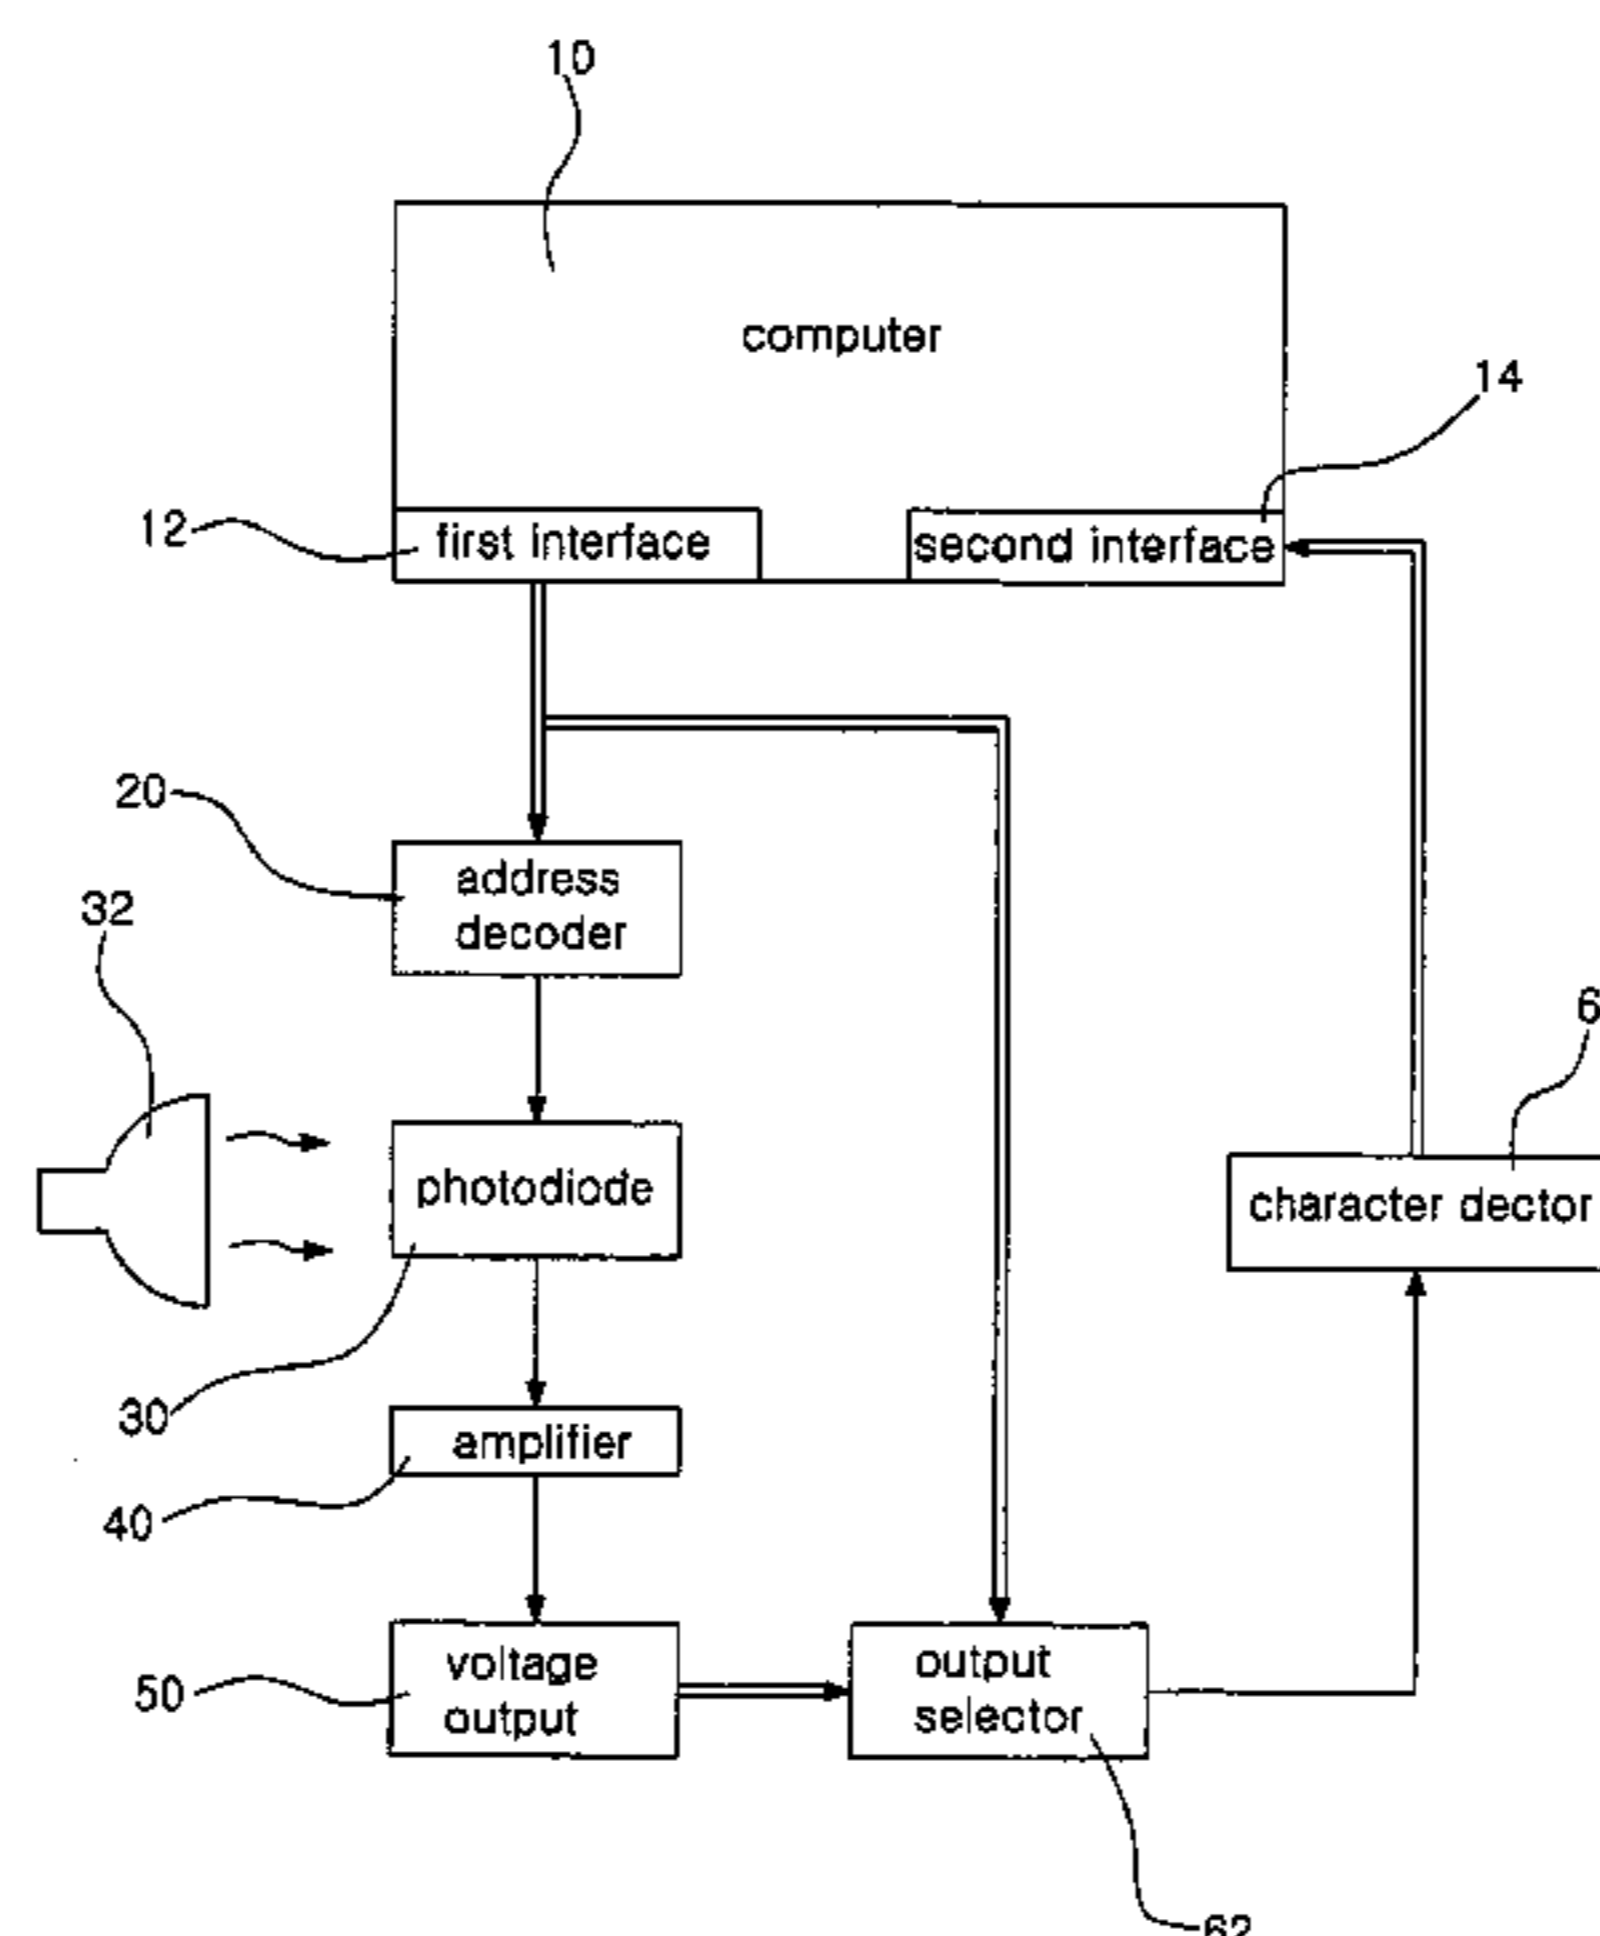 10
computer
14
12
first interface
second interface
20
address
decoder
32
6
photodiode
character dector
30
amplifier
40
voltage
output
output
selector
50
62